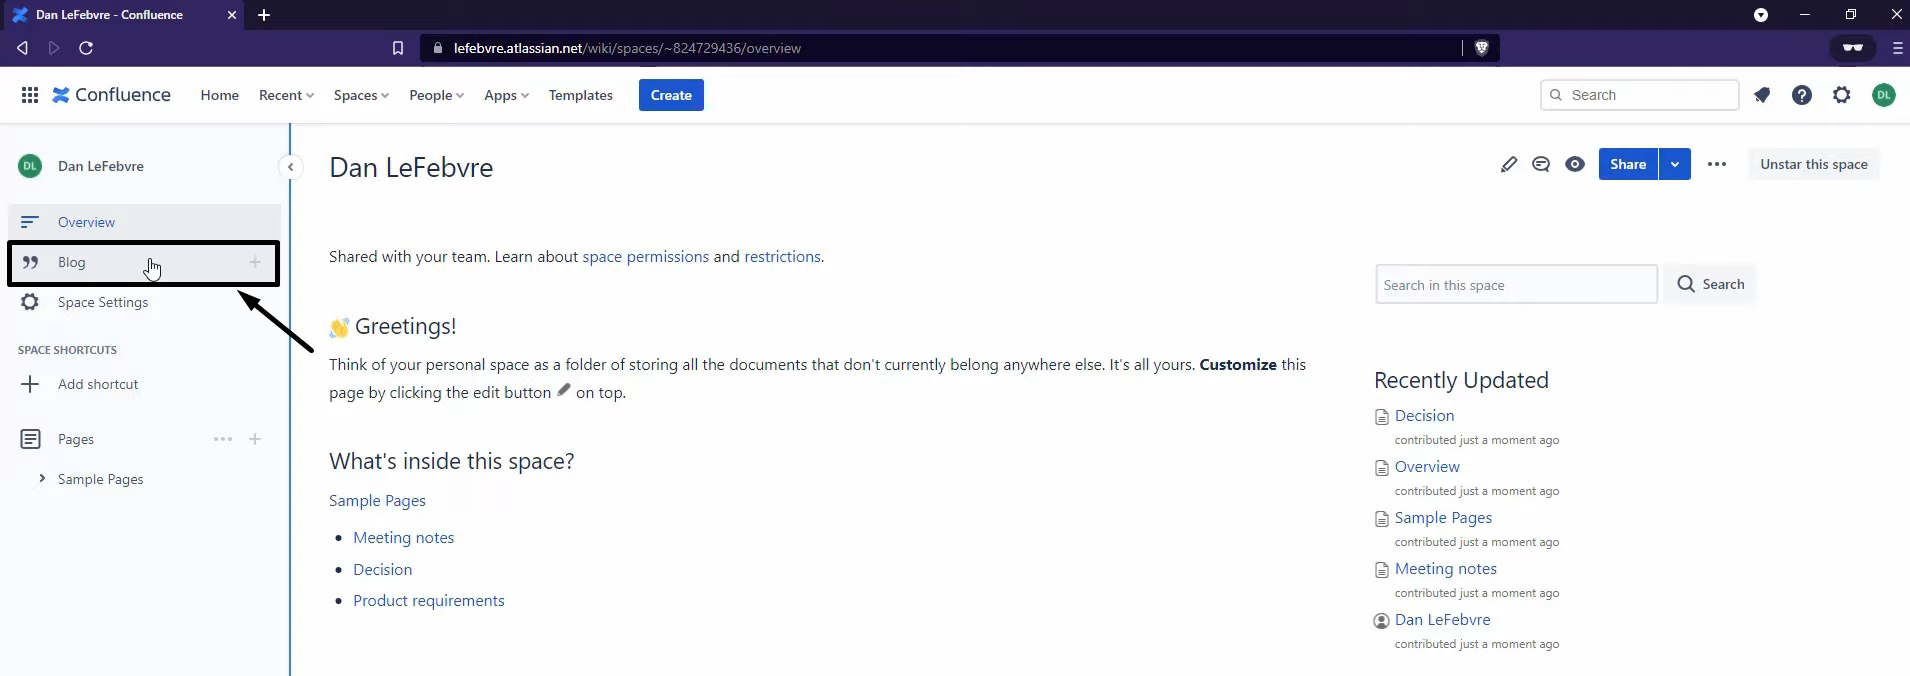 Dan LeFebvre - Confluence
lefebvre.atlassian.net/wiki/spaces/~824729436/overview
Confluence Home Recent Spaces People Apps Templates Create Search DL
DL Dan LeFebvre
Overview
Blog
Space Settings
SPACE SHORTCUTS
Add shortcut
Pages
Sample Pages
Dan LeFebvre
Share Unstar this space
Shared with your team. Learn about space permissions and restrictions.
👋 Greetings!
Think of your personal space as a folder of storing all the documents that don't currently belong anywhere else. It's all yours. Customize this
page by clicking the edit button on top.
What's inside this space?
Sample Pages
• Meeting notes
• Decision
• Product requirements
Search in this space Search
Recently Updated
Decision
contributed just a moment ago
Overview
contributed just a moment ago
Sample Pages
contributed just a moment ago
Meeting notes
contributed just a moment ago
Dan LeFebvre
contributed just a moment ago